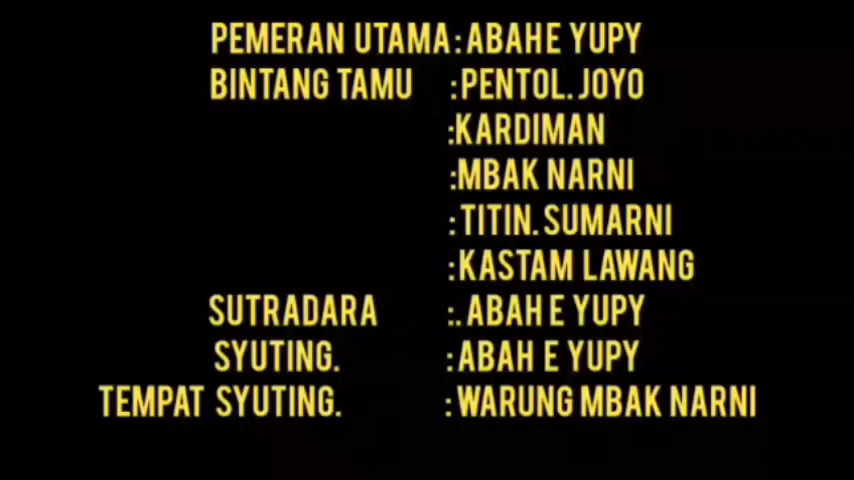 PEMERAN UTAMA : ABAHE YUPY
BINTANG TAMU : PENTOL. JOYO
:KARDIMAN
:MBAK NARNI
: TITIN. SUMARNI
: KASTAM LAWANG
SUTRADARA :. ABAH E YUPY
SYUTING. : ABAH E YUPY
TEMPAT SYUTING. : WARUNG MBAK NARNI